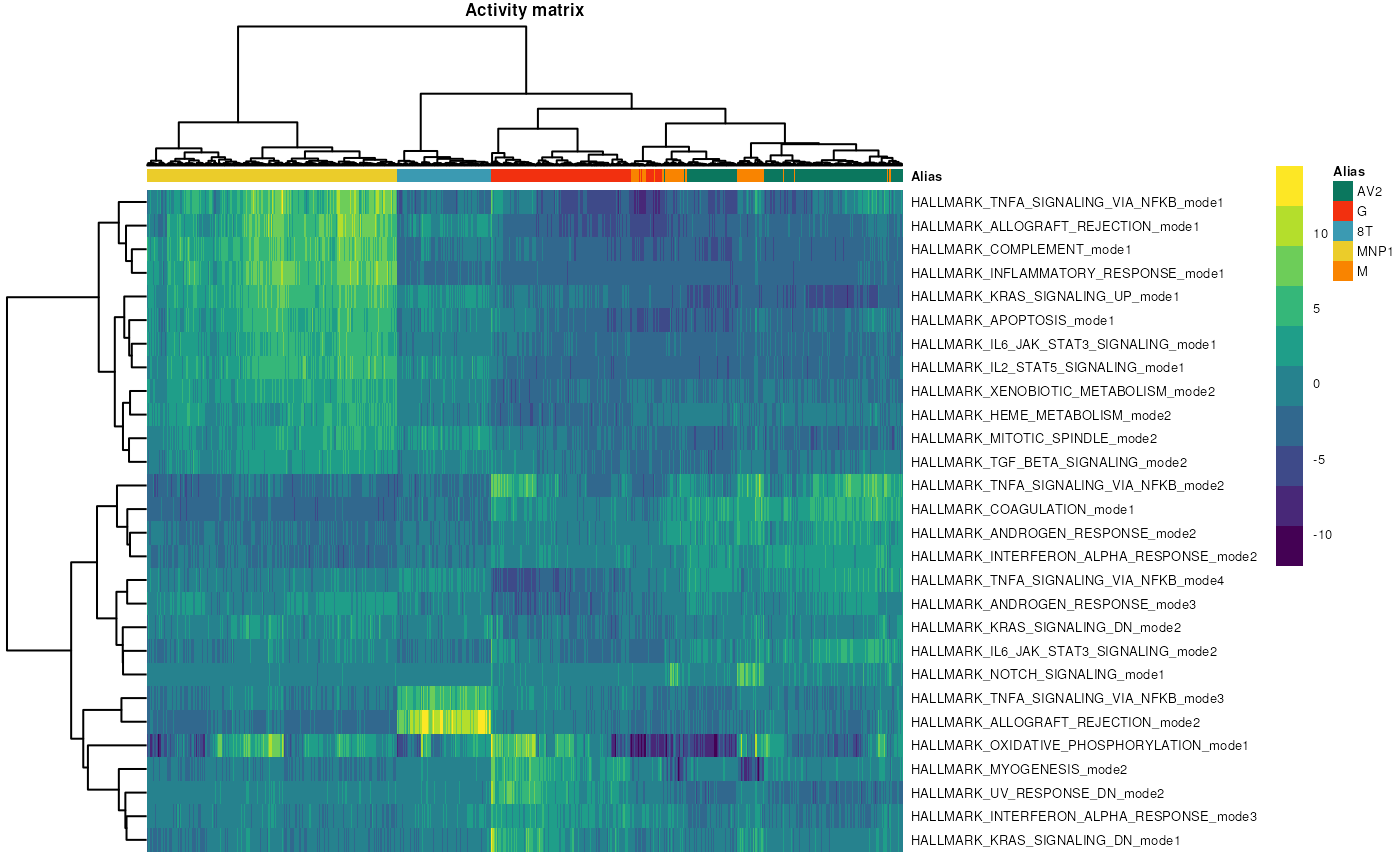 Activity matrix
Alias
HALLMARK_TNFA_SIGNALING_VIA_NFKB_mode1
HALLMARK_ALLOGRAFT_REJECTION_mode1
HALLMARK_COMPLEMENT_mode1
HALLMARK_INFLAMMATORY_RESPONSE_mode1
HALLMARK_KRAS_SIGNALING_UP_mode1
HALLMARK_APOPTOSIS_mode1
HALLMARK_IL6_JAK_STAT3_SIGNALING_mode1
HALLMARK_IL2_STAT5_SIGNALING_mode1
HALLMARK_XENOBIOTIC_METABOLISM_mode2
HALLMARK_HEME_METABOLISM_mode2
HALLMARK_MITOTIC_SPINDLE_mode2
HALLMARK_TGF_BETA_SIGNALING_mode2
HALLMARK_TNFA_SIGNALING_VIA_NFKB_mode2
HALLMARK_COAGULATION_mode1
HALLMARK_ANDROGEN_RESPONSE_mode2
HALLMARK_INTERFERON_ALPHA_RESPONSE_mode2
HALLMARK_TNFA_SIGNALING_VIA_NFKB_mode4
HALLMARK_ANDROGEN_RESPONSE_mode3
HALLMARK_KRAS_SIGNALING_DN_mode2
HALLMARK_IL6_JAK_STAT3_SIGNALING_mode2
HALLMARK_NOTCH_SIGNALING_mode1
HALLMARK_TNFA_SIGNALING_VIA_NFKB_mode3
HALLMARK_ALLOGRAFT_REJECTION_mode2
HALLMARK_OXIDATIVE_PHOSPHORYLATION_mode1
HALLMARK_MYOGENESIS_mode2
HALLMARK_UV_RESPONSE_DN_mode2
HALLMARK_INTERFERON_ALPHA_RESPONSE_mode3
HALLMARK_KRAS_SIGNALING_DN_mode1
10
5
0
-5
-10
Alias
AV2
G
8T
MNP1
M